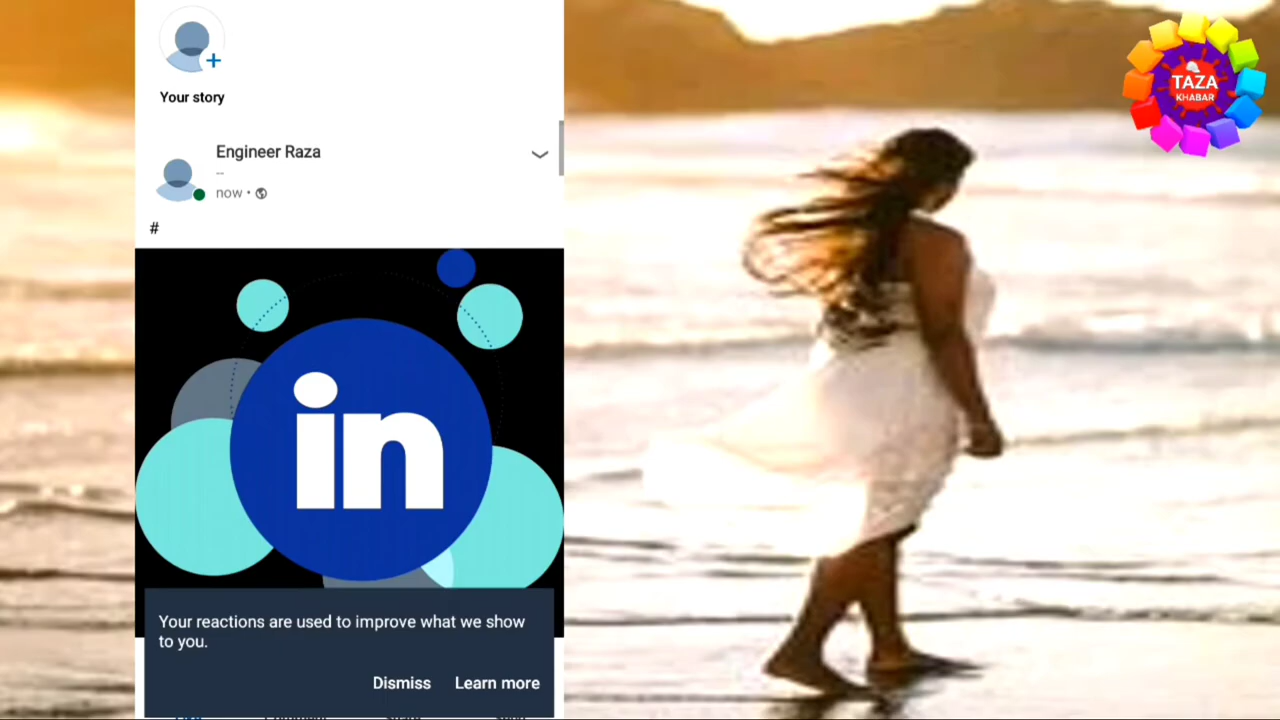 Your story
Engineer Raza
--
now •
#
in
Your reactions are used to improve what we show
to you.
Dismiss Learn more
TAZA
KHABAR